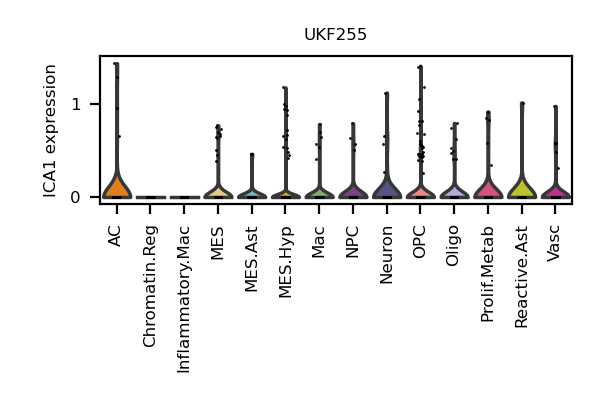 UKF255
ICA1 expression
1
0
AC
Chromatin.Reg
Inflammatory.Mac
MES
MES.Ast
MES.Hyp
Mac
NPC
Neuron
OPC
Oligo
Prolif.Metab
Reactive.Ast
Vasc